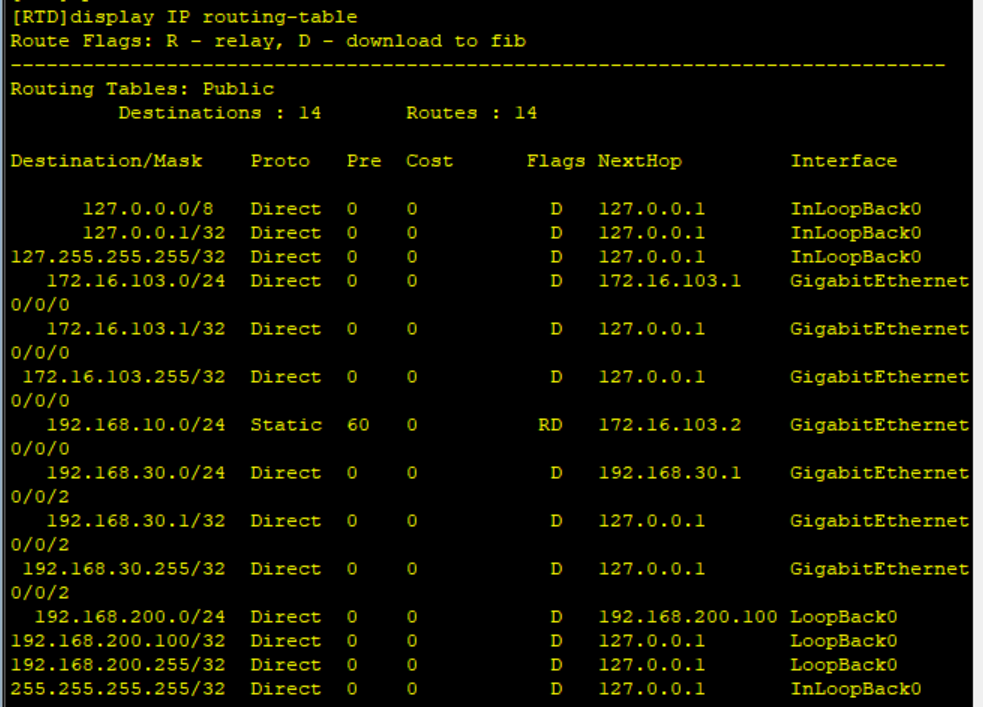 [RTD]display IP routing-table
Route Flags: R - relay, D - download to fib
------------------------------------------------------------------------------
Routing Tables: Public
         Destinations : 14       Routes : 14

Destination/Mask    Proto   Pre  Cost      Flags NextHop         Interface

      127.0.0.0/8   Direct  0    0           D   127.0.0.1       InLoopBack0
      127.0.0.1/32  Direct  0    0           D   127.0.0.1       InLoopBack0
127.255.255.255/32  Direct  0    0           D   127.0.0.1       InLoopBack0
   172.16.103.0/24  Direct  0    0           D   172.16.103.1    GigabitEthernet
0/0/0
   172.16.103.1/32  Direct  0    0           D   127.0.0.1       GigabitEthernet
0/0/0
 172.16.103.255/32  Direct  0    0           D   127.0.0.1       GigabitEthernet
0/0/0
   192.168.10.0/24  Static  60   0          RD   172.16.103.2    GigabitEthernet
0/0/0
   192.168.30.0/24  Direct  0    0           D   192.168.30.1    GigabitEthernet
0/0/2
   192.168.30.1/32  Direct  0    0           D   127.0.0.1       GigabitEthernet
0/0/2
 192.168.30.255/32  Direct  0    0           D   127.0.0.1       GigabitEthernet
0/0/2
  192.168.200.0/24  Direct  0    0           D   192.168.200.100 LoopBack0
192.168.200.100/32  Direct  0    0           D   127.0.0.1       LoopBack0
192.168.200.255/32  Direct  0    0           D   127.0.0.1       LoopBack0
255.255.255.255/32  Direct  0    0           D   127.0.0.1       InLoopBack0